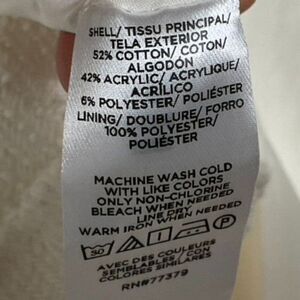 SHELL/ TISSU PRINCIPAL/
TELA EXTERIOR
52% COTTON/ COTON/
ALGODÓN
42% ACRYLIC/ ACRYLIQUE/
ACRÍLICO
6% POLYESTER/ POLIÉSTER
LINING/ DOUBLURE/ FORRO
100% POLYESTER/
POLIÉSTER
MACHINE WASH COLD
WITH LIKE COLORS
ONLY NON-CHLORINE
BLEACH WHEN NEEDED
LINE DRY
WARM IRON WHEN NEEDED
30
AVEC DES COULEURS
SEMBLABLES / CON
COLORES SIMILARES
RN#77379